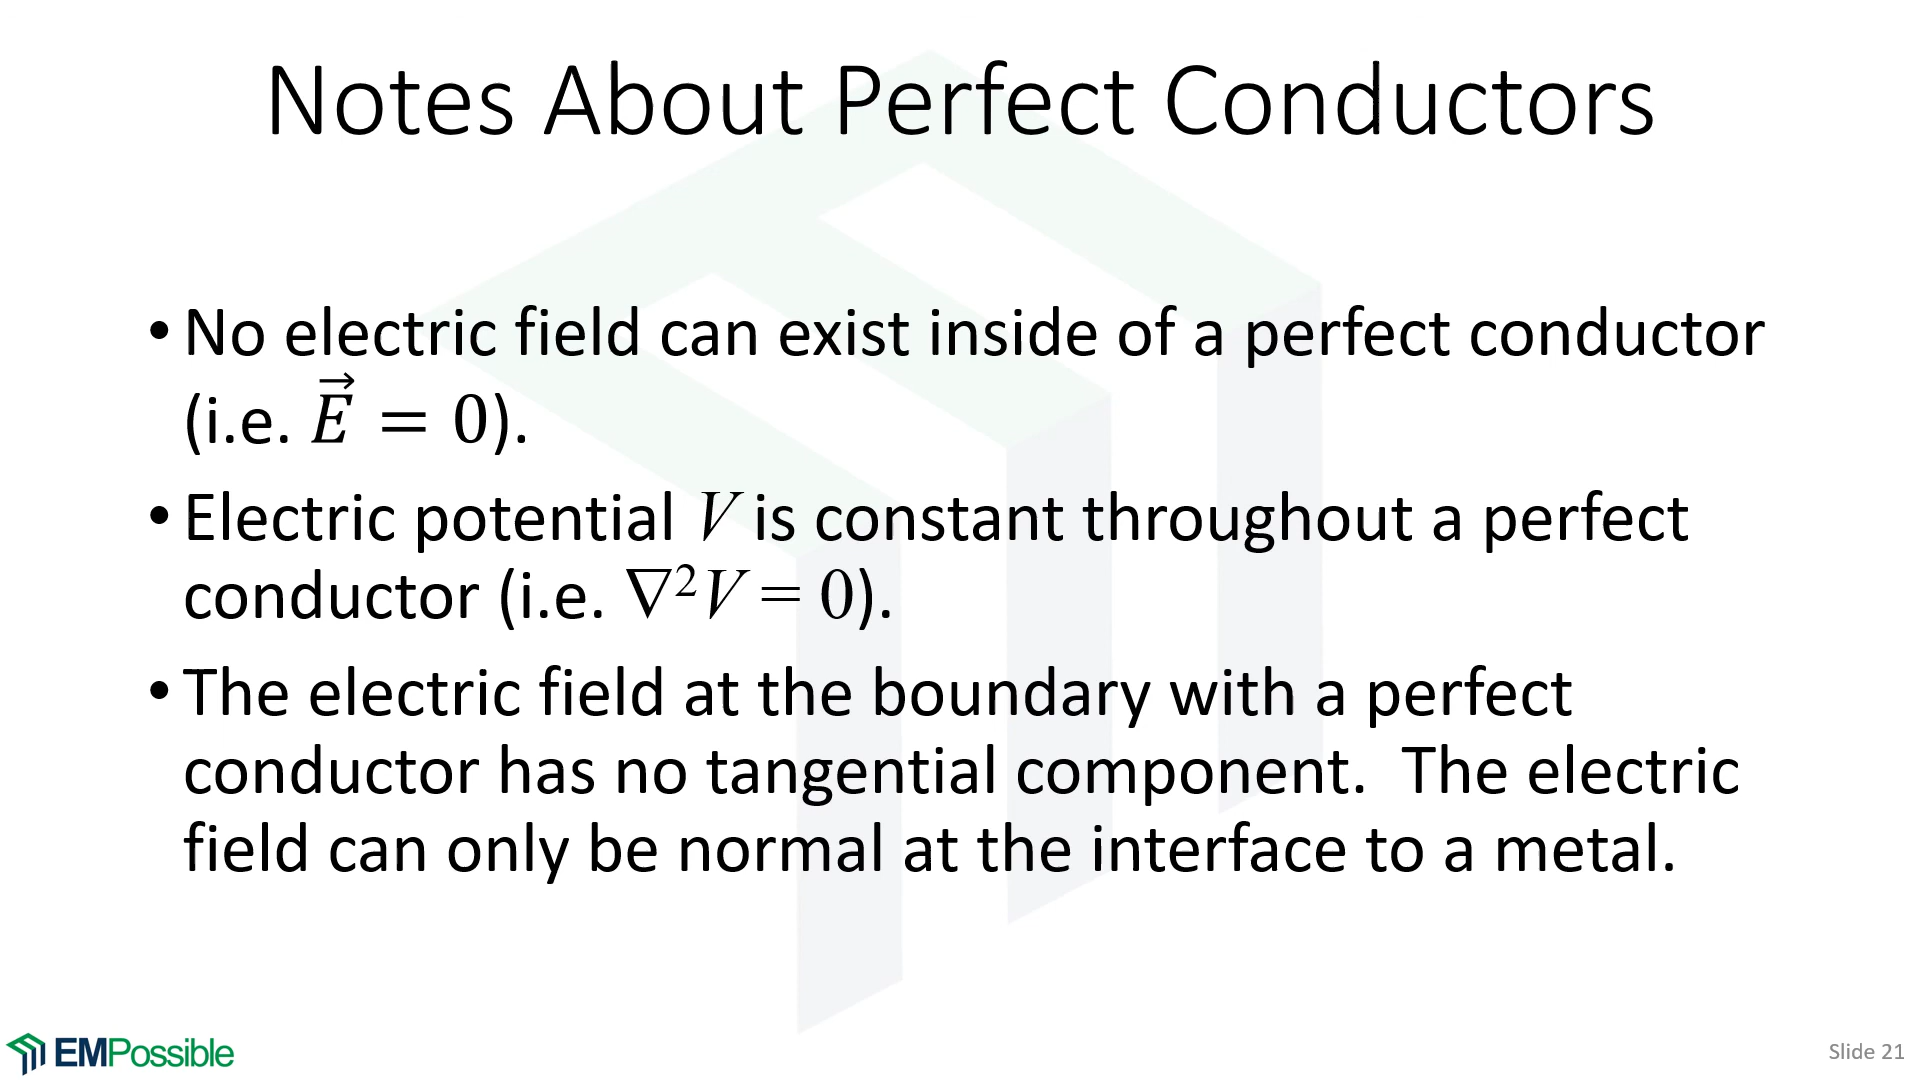 Notes About Perfect Conductors
• No electric field can exist inside of a perfect conductor
(i.e. $\vec{E} = 0$).
• Electric potential V is constant throughout a perfect
conductor (i.e. ∇²V = 0).
• The electric field at the boundary with a perfect
conductor has no tangential component.  The electric
field can only be normal at the interface to a metal.
EMPossible
Slide 21